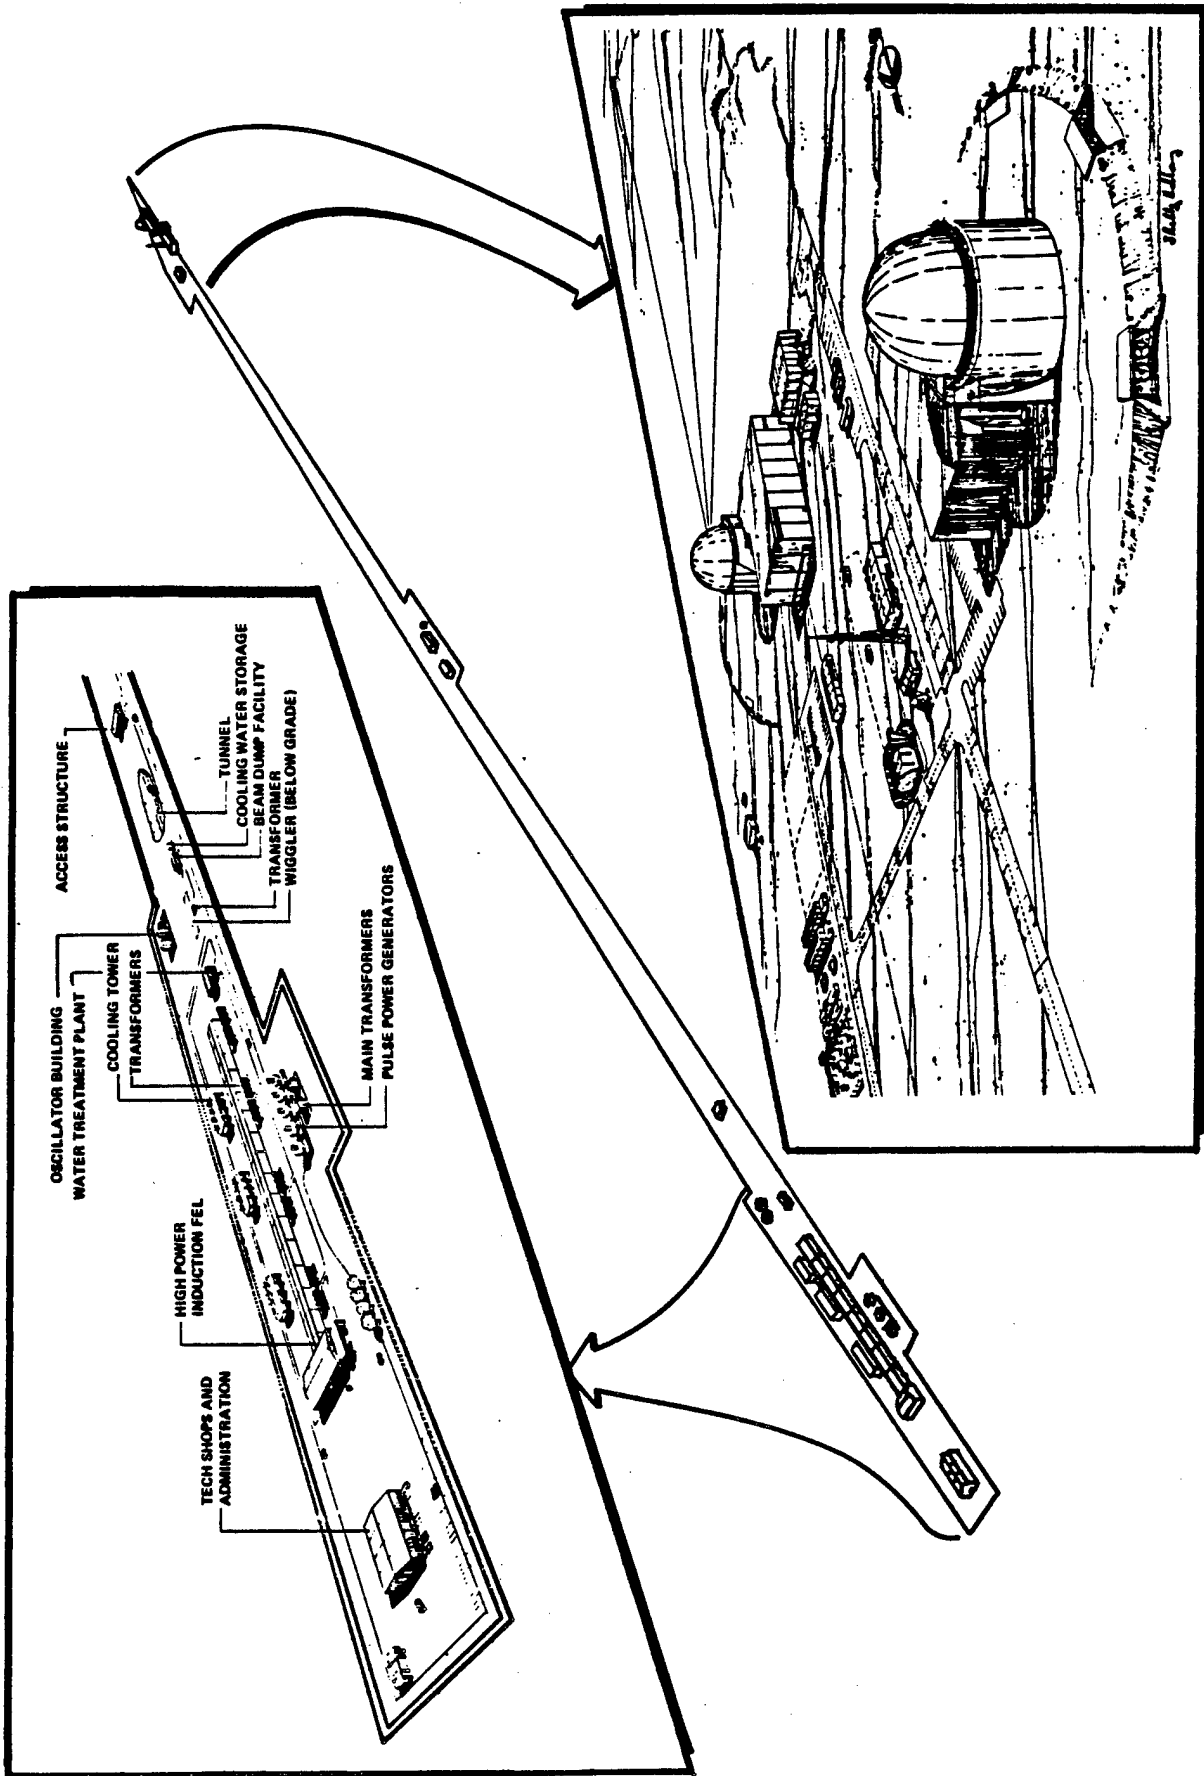 TECH SHOPS AND
ADMINISTRATION
HIGH POWER
INDUCTION FEL
OSCILLATOR BUILDING
WATER TREATMENT PLANT
COOLING TOWER
TRANSFORMERS
ACCESS STRUCTURE
TUNNEL
COOLING WATER STORAGE
BEAM DUMP FACILITY
TRANSFORMER
WIGGLER (BELOW GRADE)
MAIN TRANSFORMERS
PULSE POWER GENERATORS